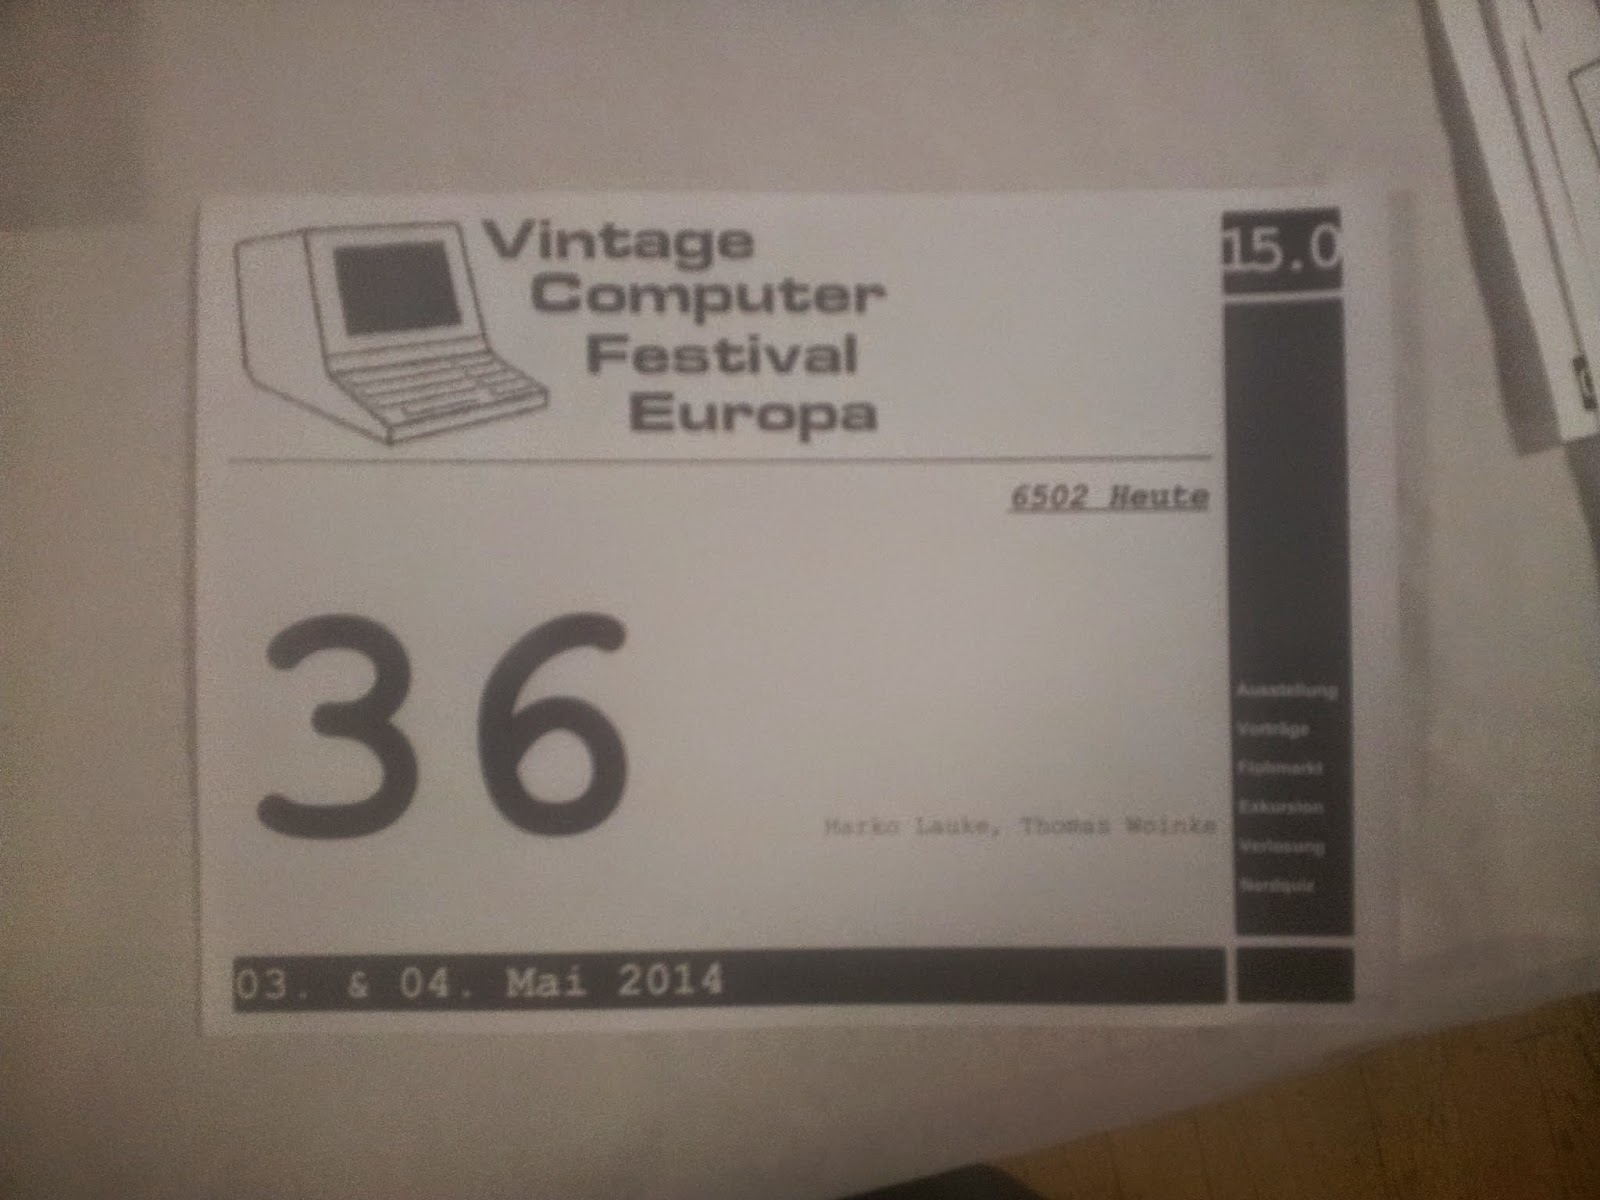 Vintage
Computer
Festival
Europa
15.0
6502 Heute
36
Marko Lauke, Thomas Woinke
Ausstellung
Vorträge
Flohmarkt
Exkursion
Verlosung
Nerdquiz
03. & 04. Mai 2014